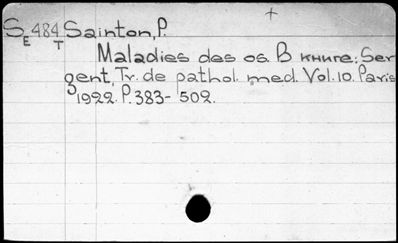 S 484 Sainton, P.
E T
Maladies des os. В книге: Ser
gent, Tr. de pathol. med. Vol. 10. Paris
1922. P. 383-502.